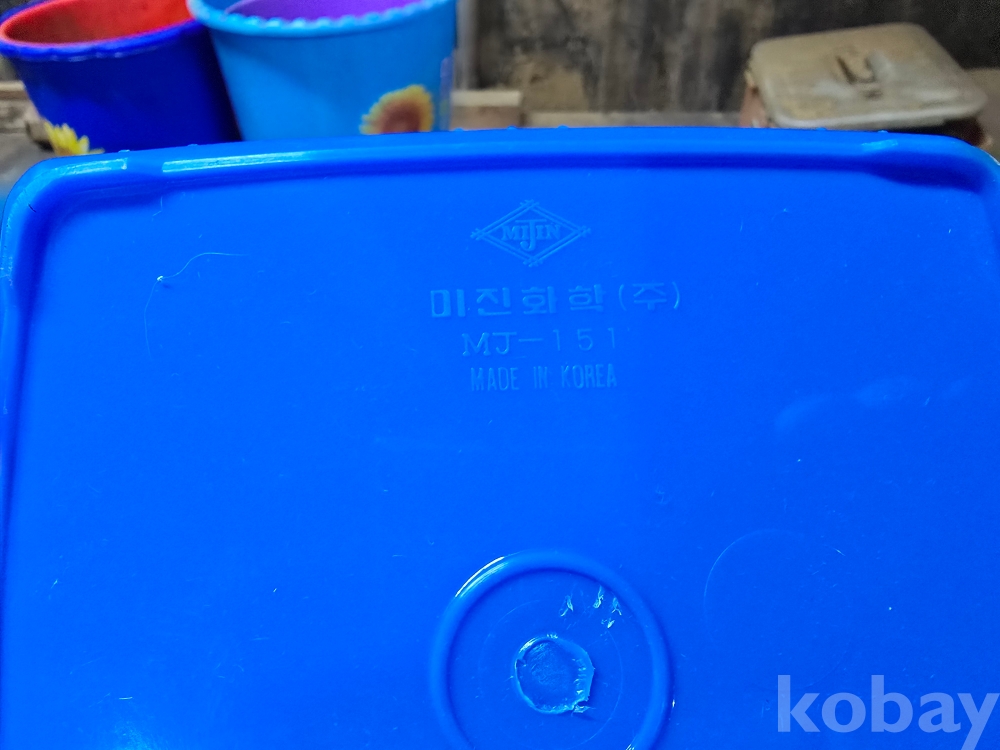 MIJIN
미진화학(주)
MJ-151
MADE IN KOREA
kobay